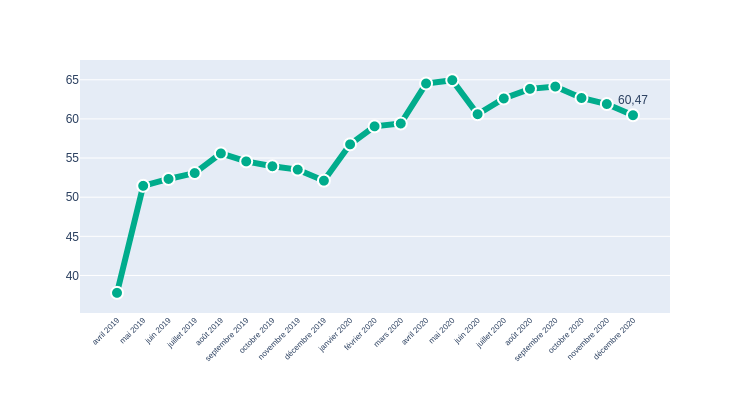 65
60
55
50
45
40
60,47
avril 2019
mai 2019
juin 2019
juillet 2019
août 2019
septembre 2019
octobre 2019
novembre 2019
décembre 2019
janvier 2020
février 2020
mars 2020
avril 2020
mai 2020
juin 2020
juillet 2020
août 2020
septembre 2020
octobre 2020
novembre 2020
décembre 2020